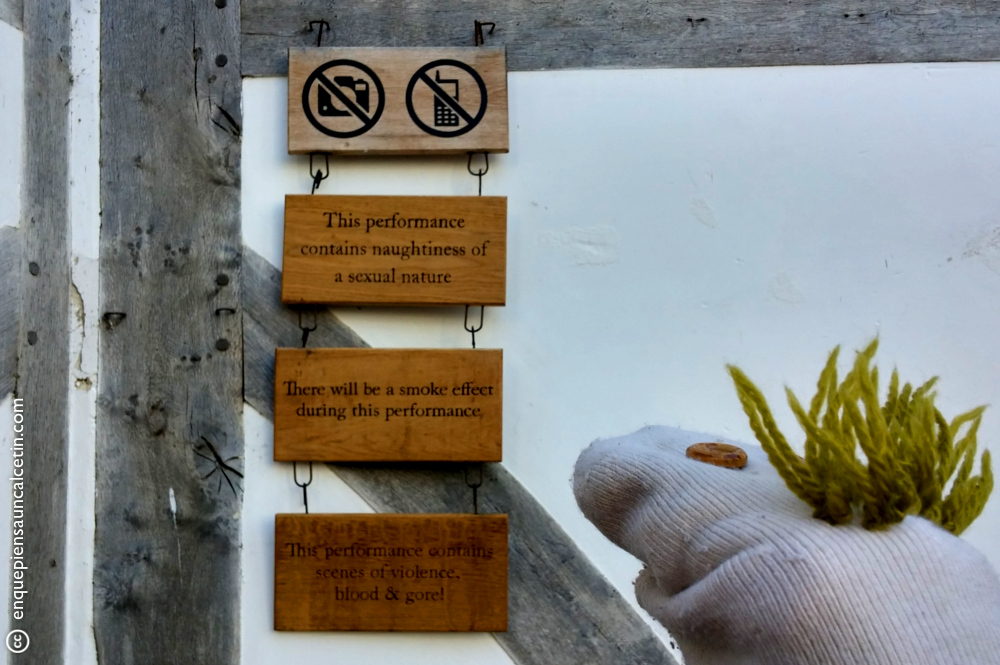 This performance
contains naughtiness of
a sexual nature
There will be a smoke effect
during this performance
This performance contains
scenes of violence,
blood & gore!
cc enquepiensauncalcetin.com